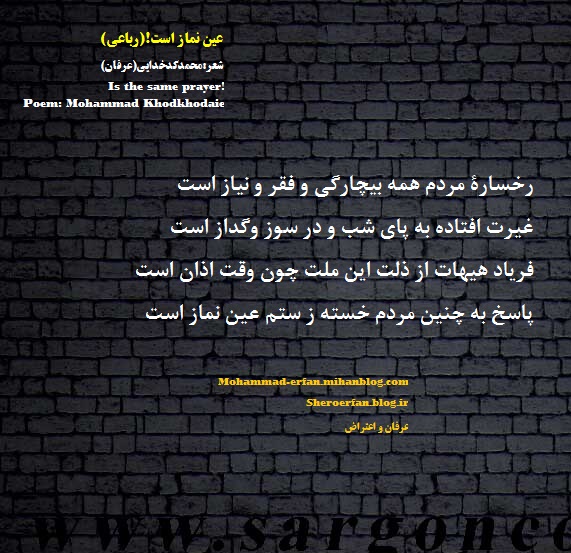 عین نماز است!(رباعی)
شعر:محمدکدخدایی(عرفان)
Is the same prayer!
Poem: Mohammad Khodkhodaie
رخسارهٔ مردم همه بیچارگی و فقر و نیاز است
غیرت افتاده به پای شب و در سوز وگداز است
فریاد هیهات از ذلت این ملت چون وقت اذان است
پاسخ به چنین مردم خسته ز ستم عین نماز است
Mohammad-erfan.mihanblog.com
Sheroerfan.blog.ir
عرفان و اعتراض
www.sargonco